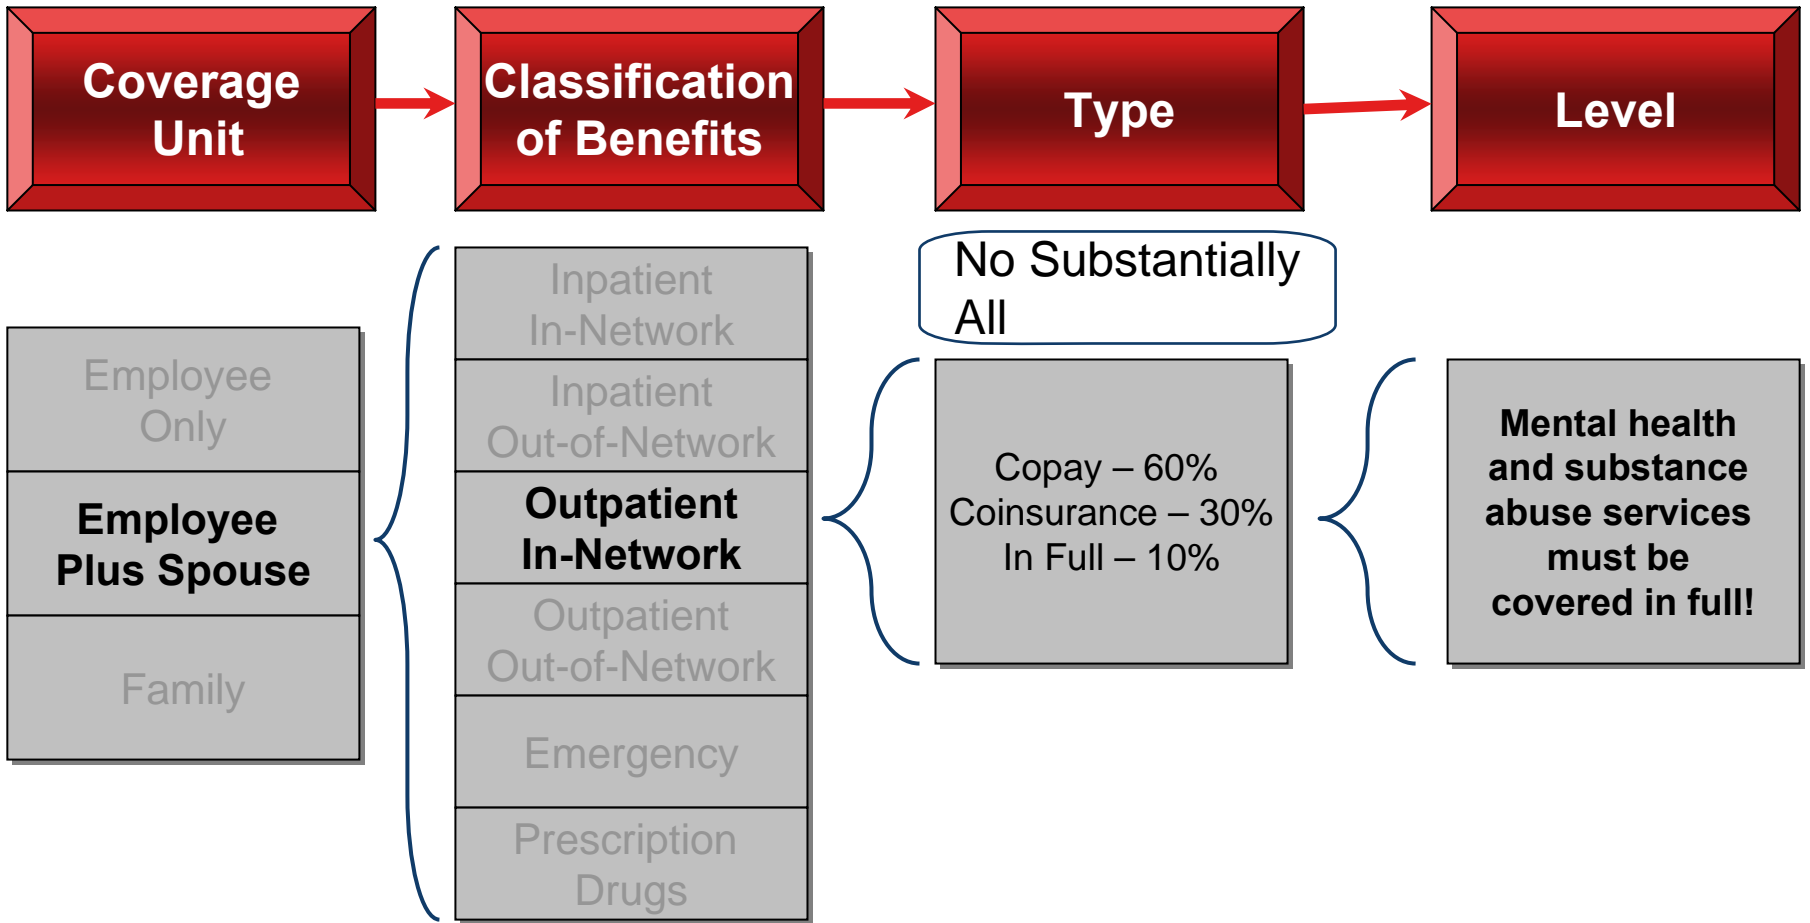 Coverage
Unit
Classification
of Benefits
Type
Level
Employee
Only
Employee
Plus Spouse
Family
Inpatient
In-Network
Inpatient
Out-of-Network
Outpatient
In-Network
Outpatient
Out-of-Network
Emergency
Prescription
Drugs
No Substantially
All
Copay – 60%
Coinsurance – 30%
In Full – 10%
Mental health
and substance
abuse services
must be
covered in full!